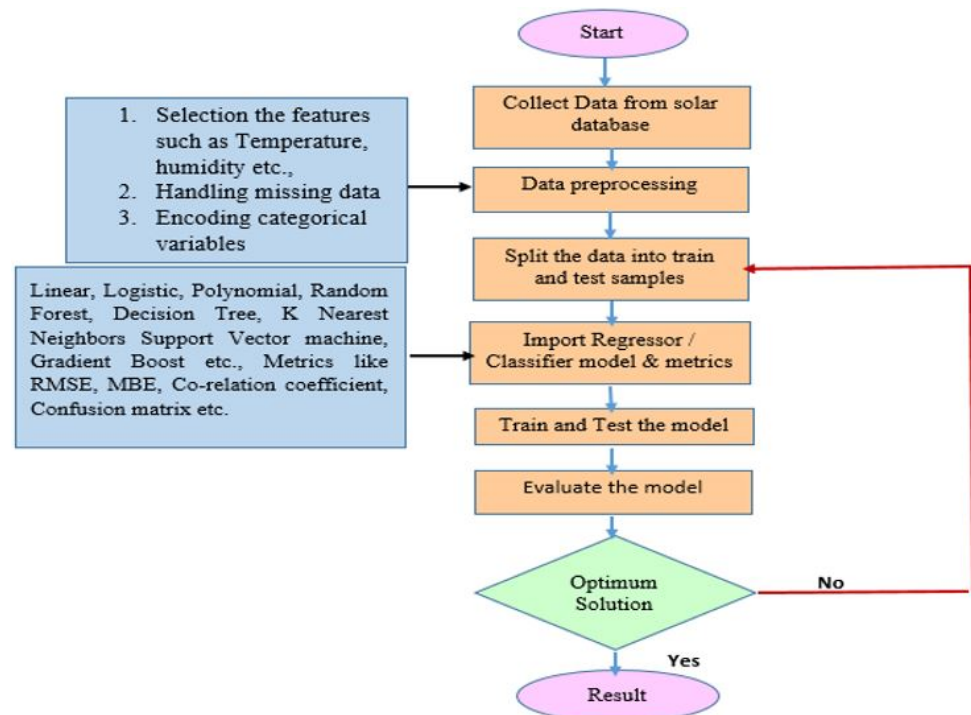 Start
Collect Data from solar
database
1. Selection the features
such as Temperature,
humidity etc.,
2. Handling missing data
3. Encoding categorical
variables
Data preprocessing
Split the data into train
and test samples
Linear, Logistic, Polynomial, Random
Forest, Decision Tree, K Nearest
Neighbors Support Vector machine,
Gradient Boost etc., Metrics like
RMSE, MBE, Co-relation coefficient,
Confusion matrix etc.
Import Regressor /
Classifier model & metrics
Train and Test the model
Evaluate the model
Optimum
Solution
No
Yes
Result